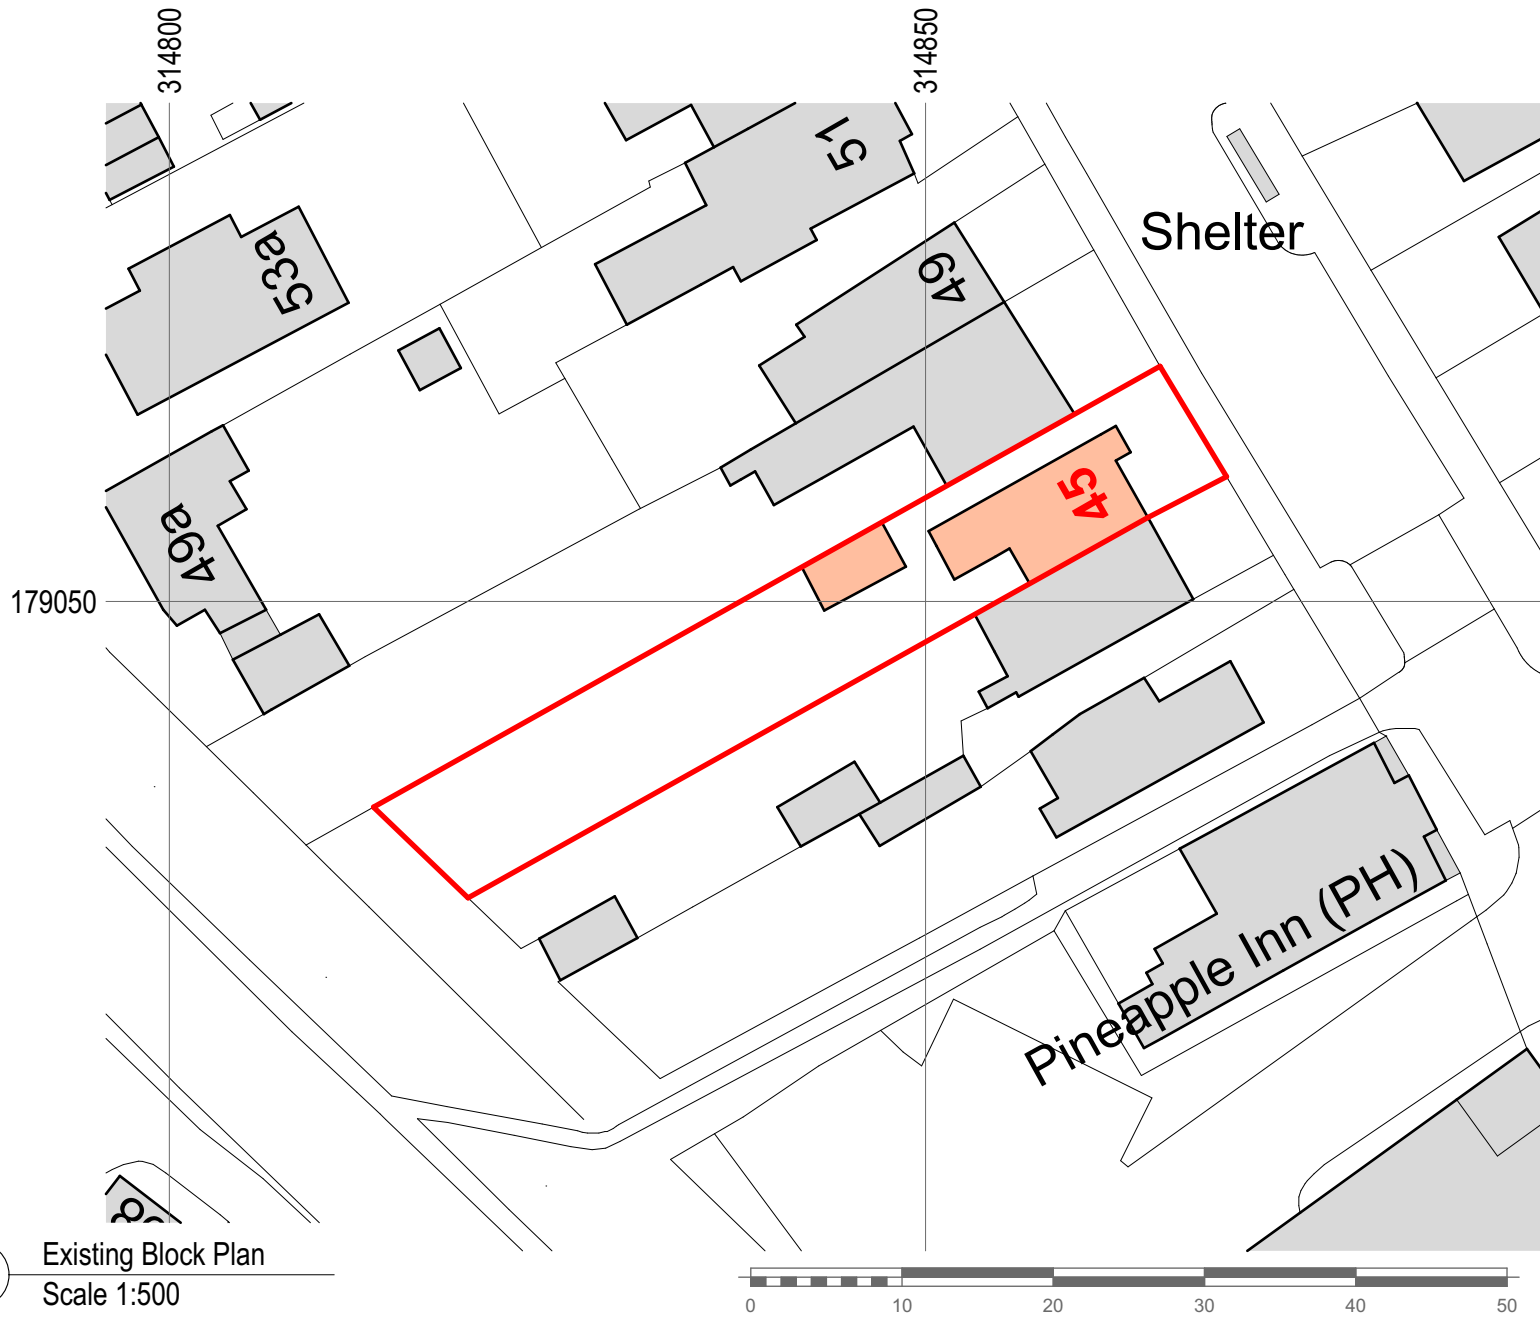 314800
314850
51
Shelter
53a
49
45
49a
179050
Pineapple Inn (PH)
Existing Block Plan
Scale 1:500
0 10 20 30 40 50